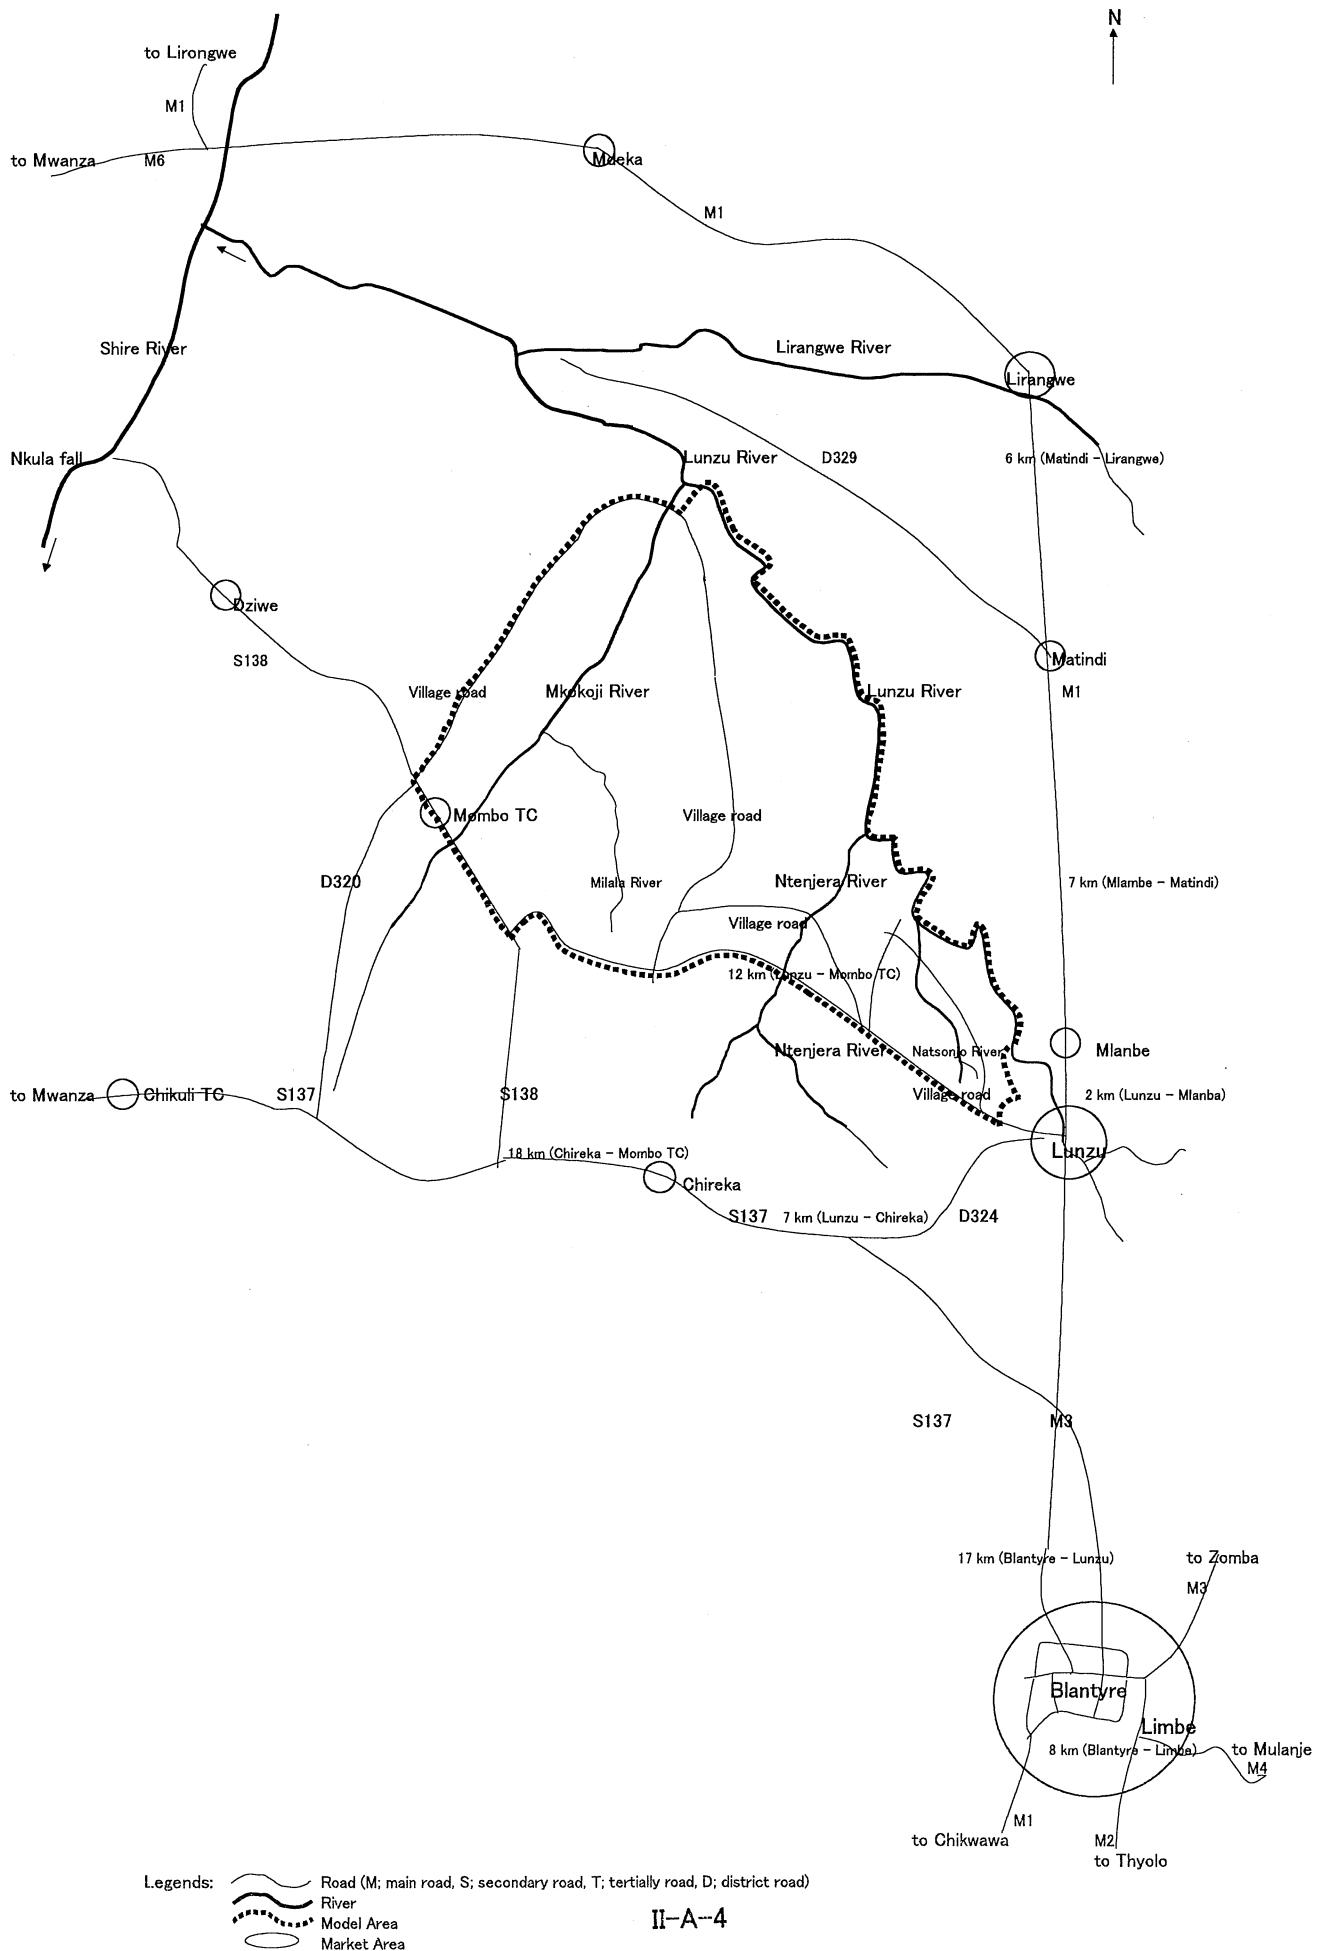 N
to Lirongwe
M1
to Mwanza
M6
Mdeka
M1
Shire River
Lirangwe River
Lirangwe
Nkula fall
Lunzu River
D329
6 km (Matindi - Lirangwe)
Dziwe
S138
Matindi
Village road
Mkokoji River
Lunzu River
M1
Mombo TC
Village road
D320
Milala River
Ntenjera River
7 km (Mlambe - Matindi)
Village road
12 km (Lunzu - Mombo TC)
Ntenjera River
Natsonjo River
Mlanbe
to Mwanza
Chikuli TC
S137
S138
Village road
2 km (Lunzu - Mlanba)
18 km (Chireka - Mombo TC)
Lunzu
Chireka
S137
7 km (Lunzu - Chireka)
D324
S137
M3
17 km (Blantyre - Lunzu)
to Zomba
M3
Blantyre
Limbe
8 km (Blantyre - Limbe)
to Mulanje
M4
M1
to Chikwawa
M2
to Thyolo
Legends:
Road (M; main road, S; secondary road, T; tertially road, D; district road)
River
Model Area
Market Area
II-A-4